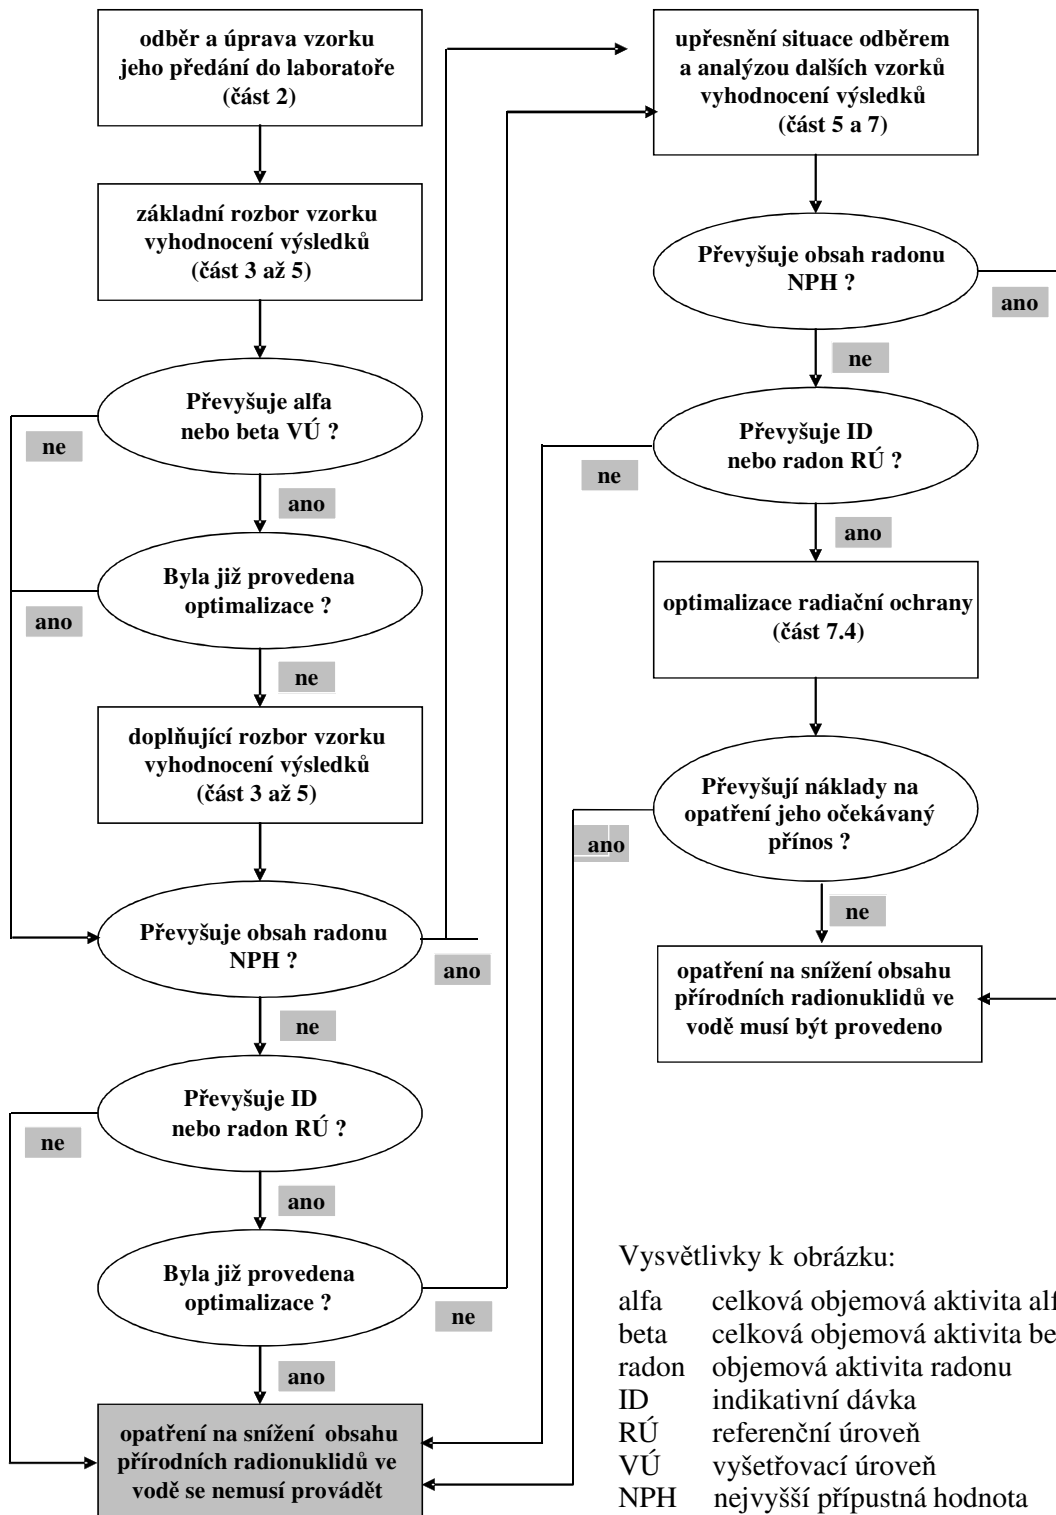 odběr a úprava vzorku
jeho předání do laboratoře
(část 2)
základní rozbor vzorku
vyhodnocení výsledků
(část 3 až 5)
Převyšuje alfa
nebo beta VÚ ?
ne
ano
Byla již provedena
optimalizace ?
ano
ne
doplňující rozbor vzorku
vyhodnocení výsledků
(část 3 až 5)
Převyšuje obsah radonu
NPH ?
ano
ne
Převyšuje ID
nebo radon RÚ ?
ne
ano
Byla již provedena
optimalizace ?
ne
ano
opatření na snížení obsahu
přírodních radionuklidů ve
vodě se nemusí provádět
upřesnění situace odběrem
a analýzou dalších vzorků
vyhodnocení výsledků
(část 5 a 7)
Převyšuje obsah radonu
NPH ?
ano
ne
Převyšuje ID
nebo radon RÚ ?
ne
ano
optimalizace radiační ochrany
(část 7.4)
Převyšují náklady na
opatření jeho očekávaný
přínos ?
ano
ne
opatření na snížení obsahu
přírodních radionuklidů ve
vodě musí být provedeno
Vysvětlivky k obrázku:
alfa celková objemová aktivita alf
beta celková objemová aktivita be
radon objemová aktivita radonu
ID indikativní dávka
RÚ referenční úroveň
VÚ vyšetřovací úroveň
NPH nejvyšší přípustná hodnota